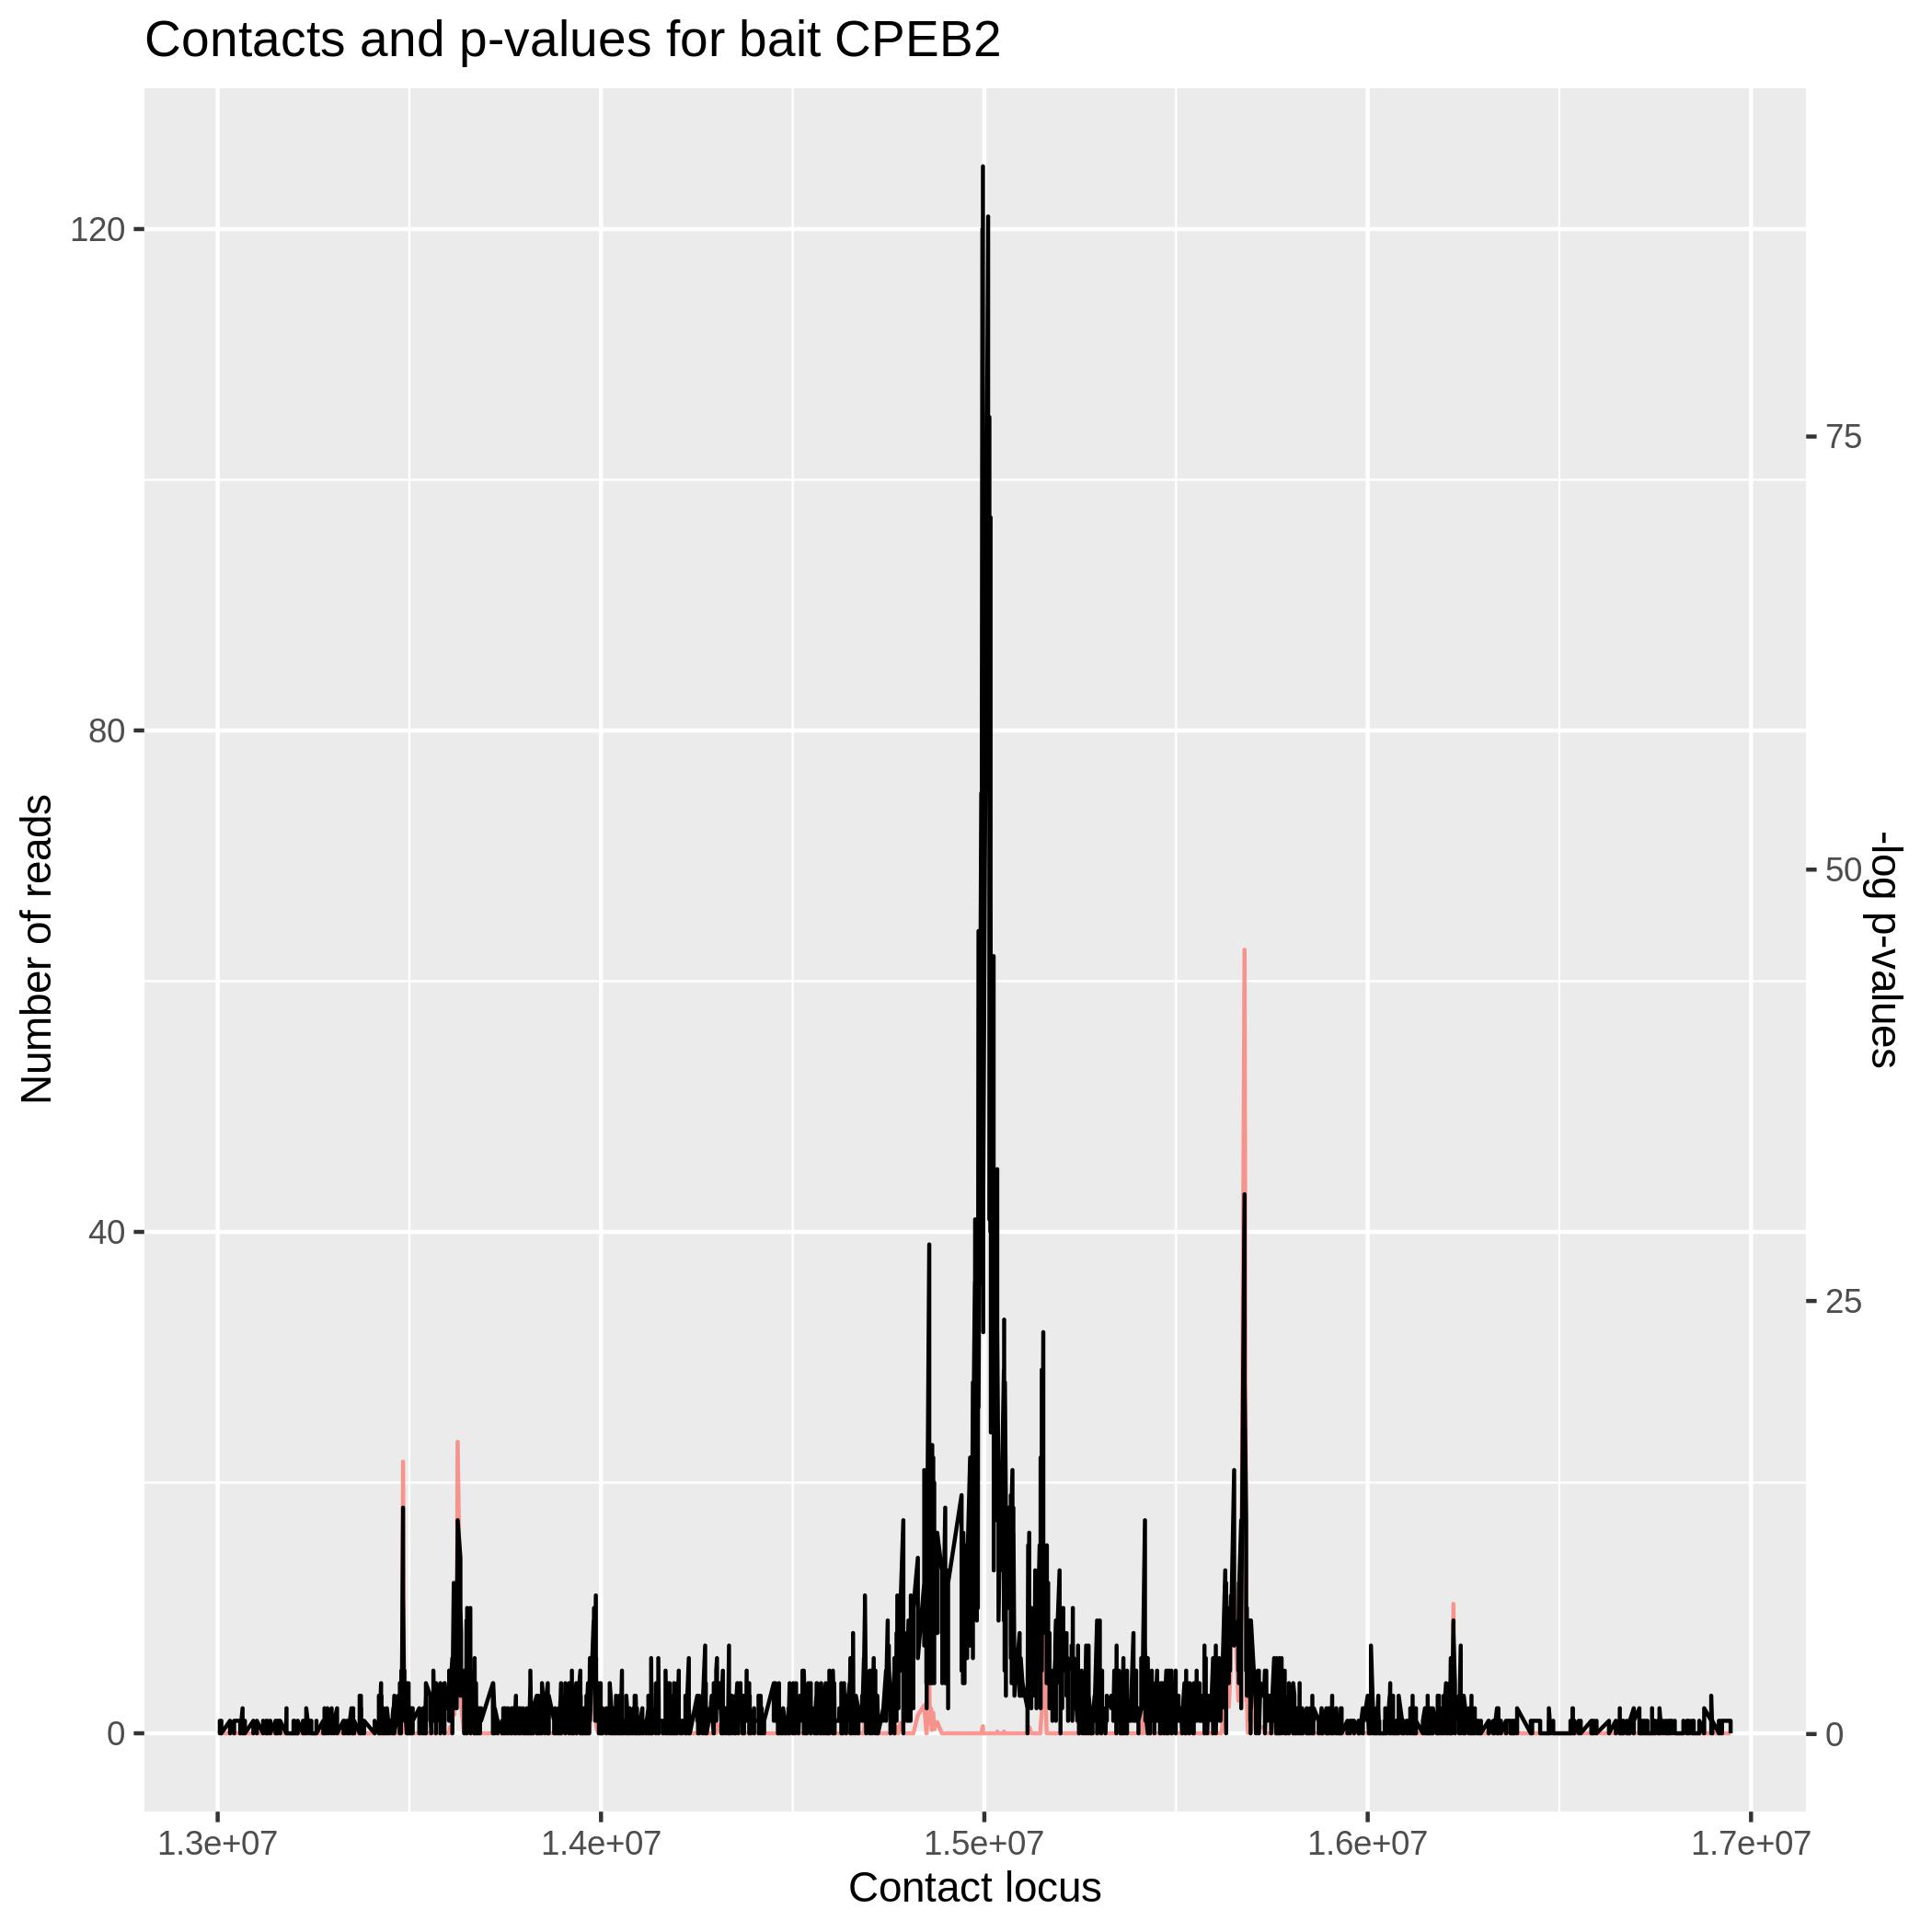 Contacts and p-values for bait CPEB2
120
80
40
0
Number of reads
75
50
25
0
-log p-values
1.3e+07
1.4e+07
1.5e+07
1.6e+07
1.7e+07
Contact locus